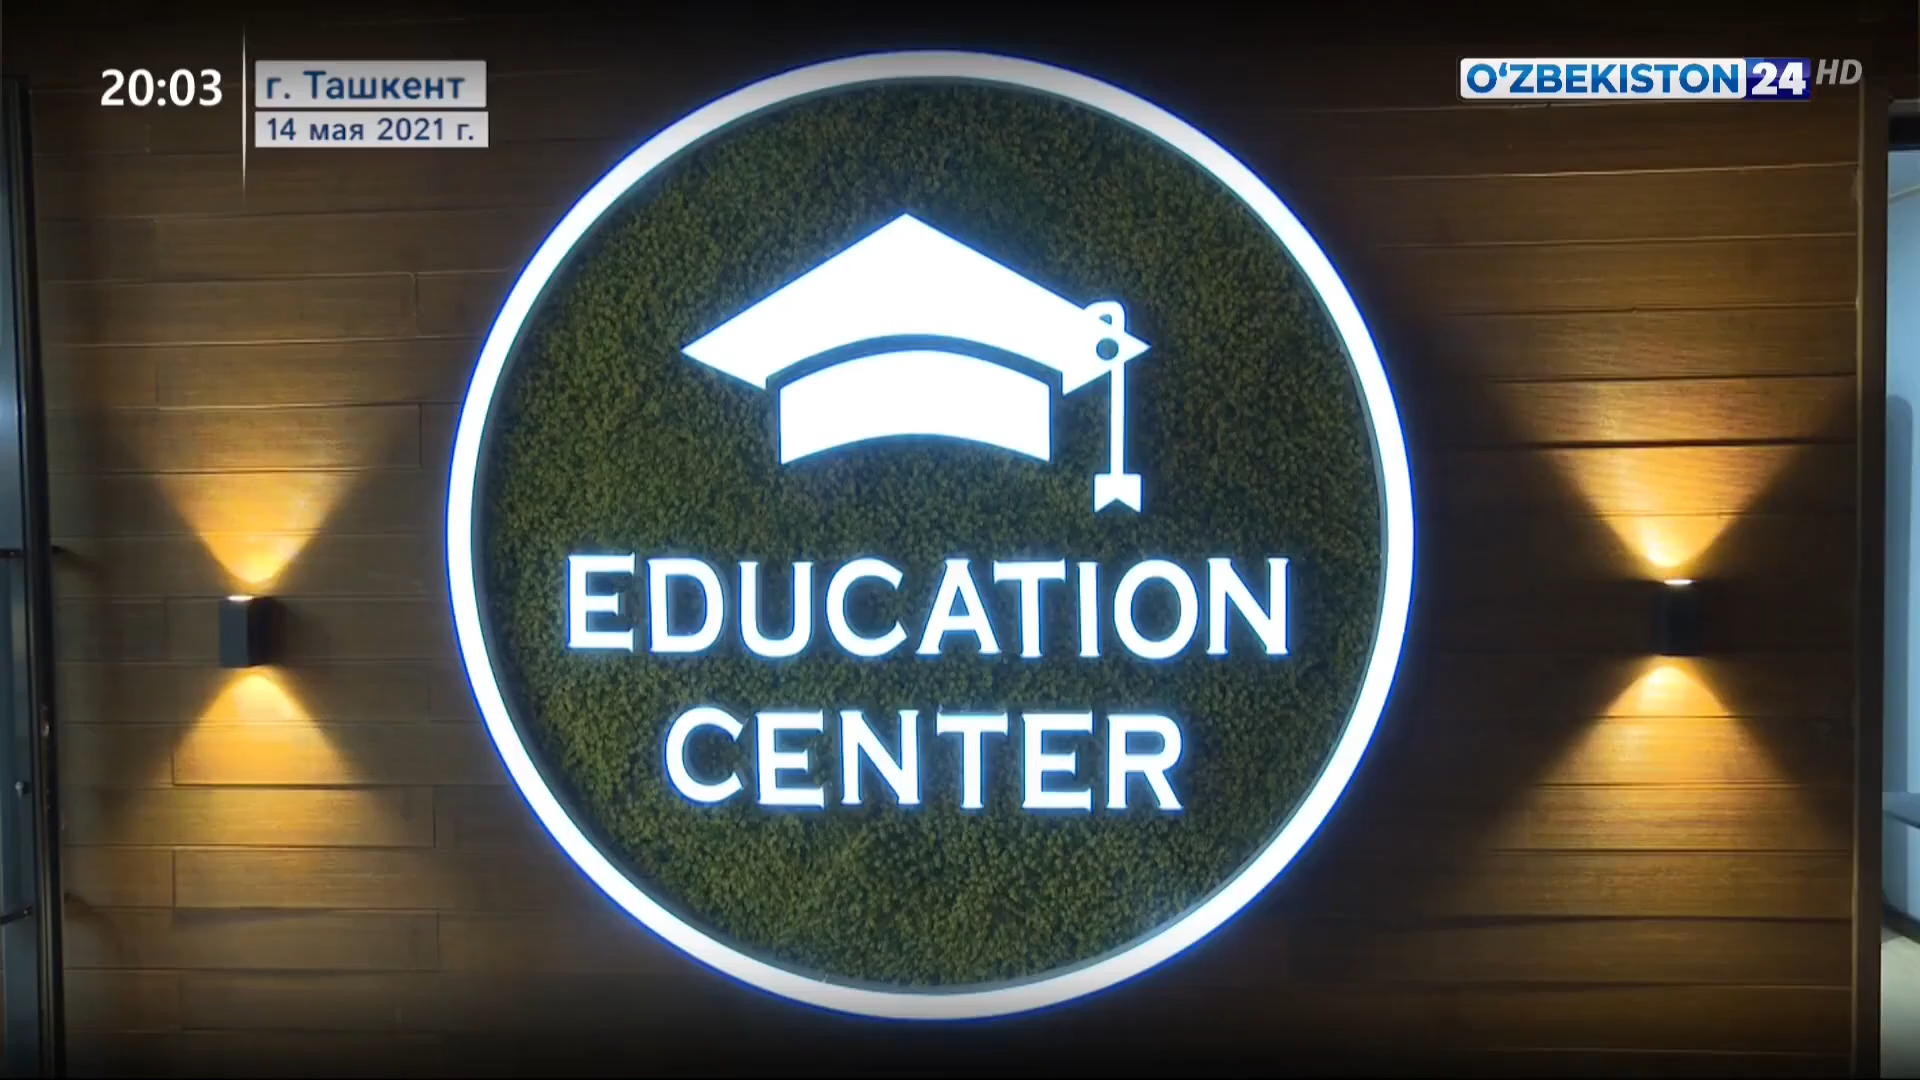 20:03
г. Ташкент
14 мая 2021 г.
O‘ZBEKISTON 24 HD
EDUCATION
CENTER